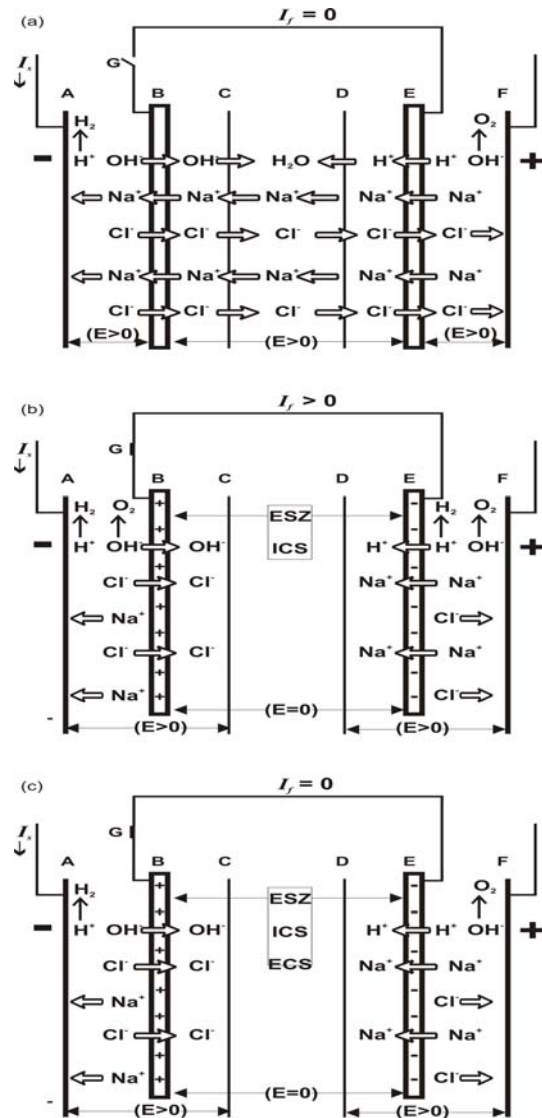 (a)
I_f = 0
G
I_s
A B C D E F
H₂ O₂
− H⁺ OH⁻ OH⁻ H₂O H⁺ H⁺ OH⁻ +
Na⁺ Na⁺ Na⁺ Na⁺ Na⁺
Cl⁻ Cl⁻ Cl⁻ Cl⁻ Cl⁻
Na⁺ Na⁺ Na⁺ Na⁺ Na⁺
Cl⁻ Cl⁻ Cl⁻ Cl⁻ Cl⁻
(E>0) (E>0) (E>0)
(b)
I_f > 0
G
I_s
A B C D E F
H₂ O₂ + ESZ - H₂ O₂
− H⁺ OH⁻ OH⁻ ICS H⁺ H⁺ OH⁻ +
Cl⁻ Cl⁻ Na⁺ Na⁺
Na⁺ Cl⁻
Cl⁻ Cl⁻ Na⁺ Na⁺
Na⁺ Cl⁻
- (E>0) (E=0) (E>0)
(c)
I_f = 0
G
I_s
A B C D E F
H₂ + ESZ - O₂
− H⁺ OH⁻ OH⁻ ICS H⁺ H⁺ OH⁻ +
Cl⁻ Cl⁻ ECS Na⁺ Na⁺
Na⁺ Cl⁻
Cl⁻ Cl⁻ Na⁺ Na⁺
Na⁺ Cl⁻
- (E>0) (E=0) (E>0)